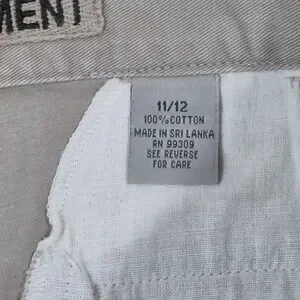 MENT
11/12
100% COTTON
MADE IN SRI LANKA
RN 99309
SEE REVERSE
FOR CARE